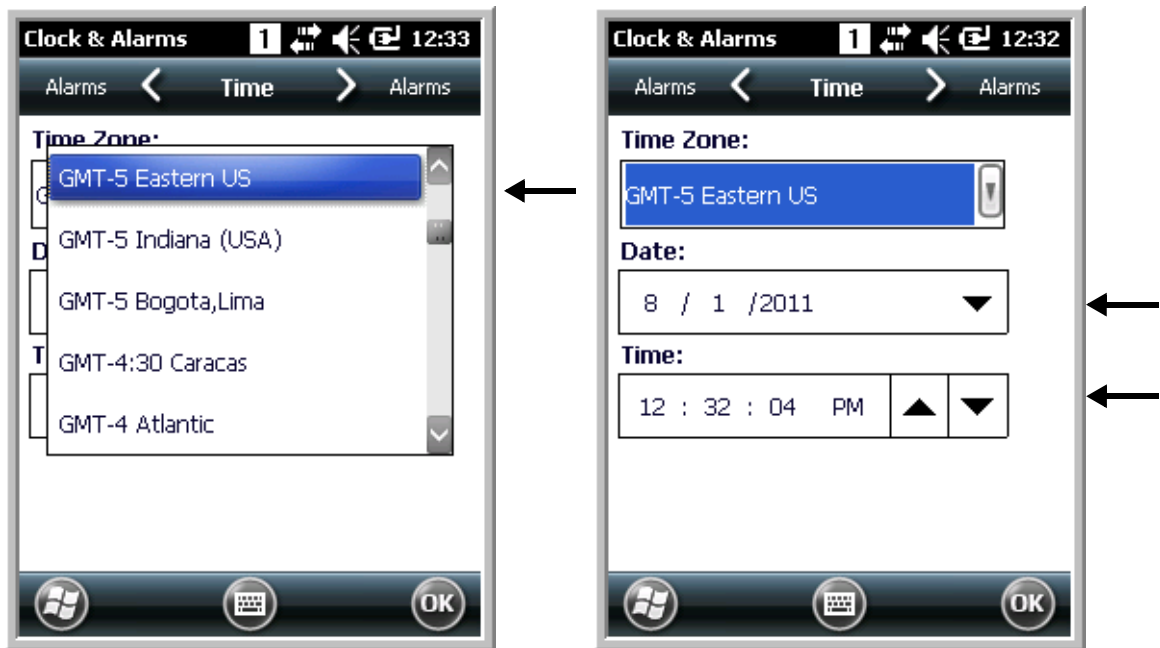 Clock & Alarms 1 12:33
Alarms Time Alarms
Time Zone:
GMT-5 Eastern US
GMT-5 Indiana (USA)
GMT-5 Bogota,Lima
GMT-4:30 Caracas
GMT-4 Atlantic
OK
Clock & Alarms 1 12:32
Alarms Time Alarms
Time Zone:
GMT-5 Eastern US
Date:
8 / 1 /2011
Time:
12 : 32 : 04 PM
OK